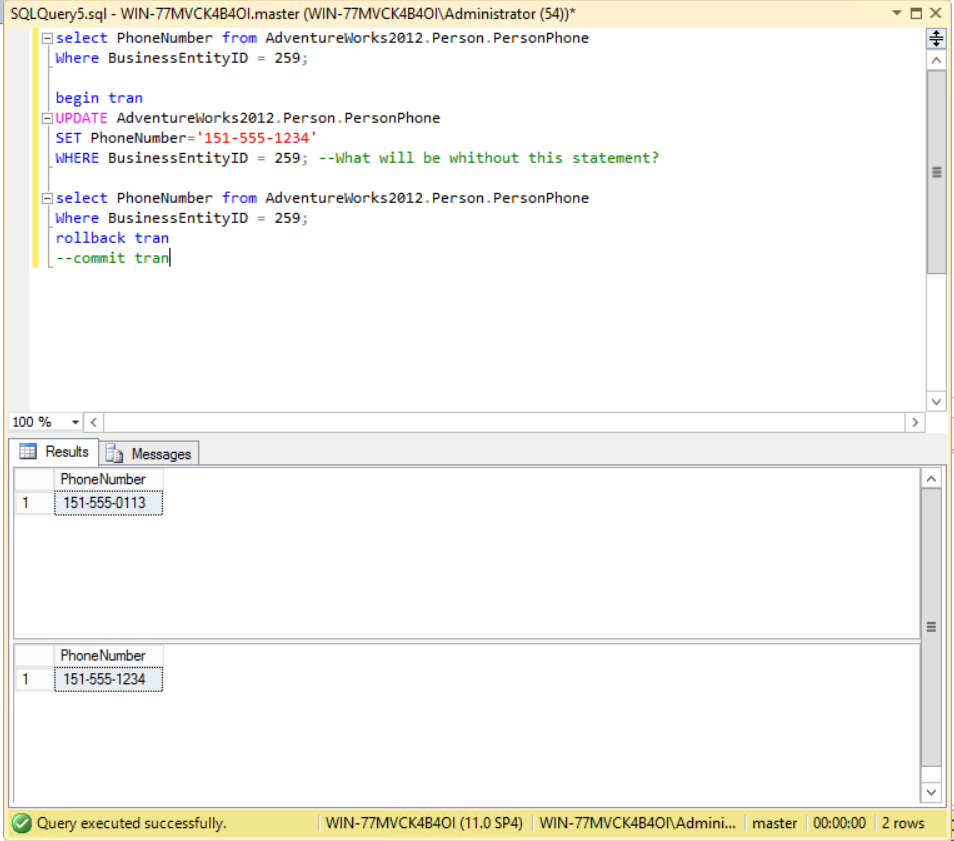 SQLQuery5.sql - WIN-77MVCK4B4OI.master (WIN-77MVCK4B4OI\Administrator (54))*
select PhoneNumber from AdventureWorks2012.Person.PersonPhone
Where BusinessEntityID = 259;
begin tran
UPDATE AdventureWorks2012.Person.PersonPhone
SET PhoneNumber='151-555-1234'
WHERE BusinessEntityID = 259; --What will be whithout this statement?
select PhoneNumber from AdventureWorks2012.Person.PersonPhone
Where BusinessEntityID = 259;
rollback tran
--commit tran
100 %
Results Messages
PhoneNumber
1 151-555-0113
PhoneNumber
1 151-555-1234
Query executed successfully. WIN-77MVCK4B4OI (11.0 SP4) WIN-77MVCK4B4OI\Admini... master 00:00:00 2 rows